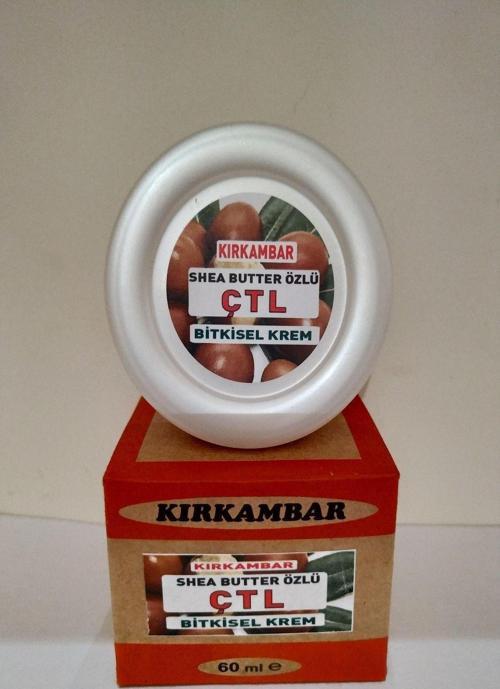 KIRKAMBAR
SHEA BUTTER ÖZLÜ
ÇTL
BİTKİSEL KREM
KIRKAMBAR
KIRKAMBAR
SHEA BUTTER ÖZLÜ
ÇTL
BİTKİSEL KREM
60 ml ℮